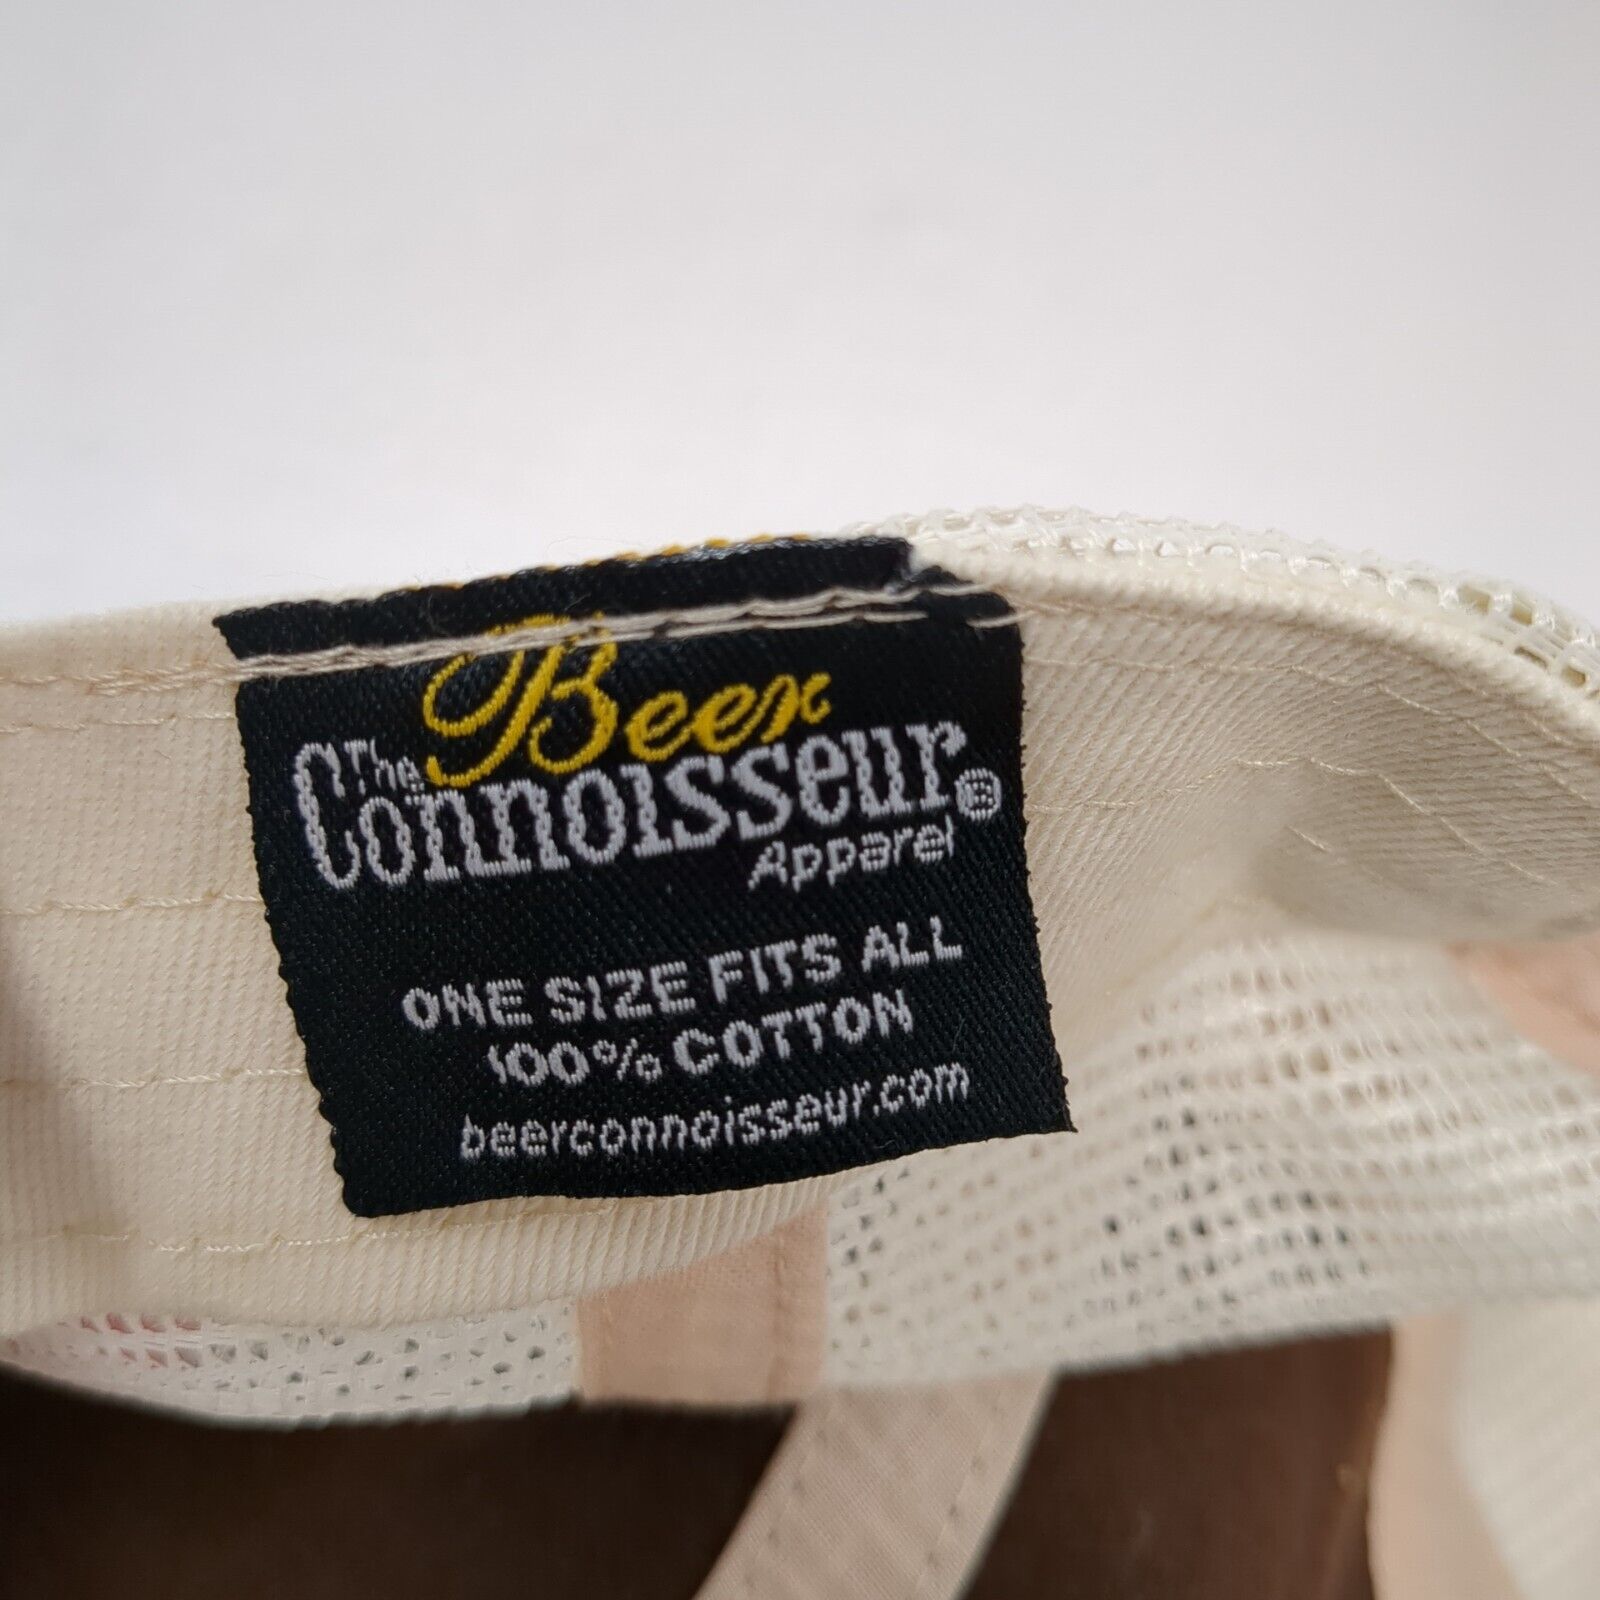 The Beer
Connoisseur®
Apparel
ONE SIZE FITS ALL
100% COTTON
beerconnoisseur.com